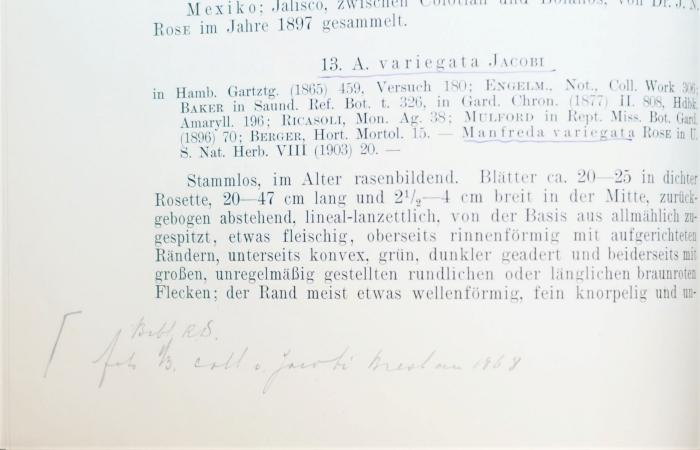 Mexiko; Jalisco, zwischen Colotlan und Bolanos, von Dr. J. N.
ROSE im Jahre 1897 gesammelt.
13. A. variegata JACOBI
in Hamb. Gartztg. (1865) 459, Versuch 180; ENGELM., Not., Coll. Work 306;
BAKER in Saund. Ref. Bot. t. 326, in Gard. Chron. (1877) II. 808, Hdbk.
Amaryll. 196; RICASOLI, Mon. Ag. 38; MULFORD in Rept. Miss. Bot. Gard.
(1896) 70; BERGER, Hort. Mortol. 15. — Manfreda variegata ROSE in U.
S. Nat. Herb. VIII (1903) 20. —
Stammlos, im Alter rasenbildend. Blätter ca. 20—25 in dichter
Rosette, 20—47 cm lang und 2½—4 cm breit in der Mitte, zurück-
gebogen abstehend, lineal-lanzettlich, von der Basis aus allmählich zu-
gespitzt, etwas fleischig, oberseits rinnenförmig mit aufgerichteten
Rändern, unterseits konvex, grün, dunkler geadert und beiderseits mit
großen, unregelmäßig gestellten rundlichen oder länglichen braunroten
Flecken; der Rand meist etwas wellenförmig, fein knorpelig und un-
B. coll v. Jacobi Breslau 1868